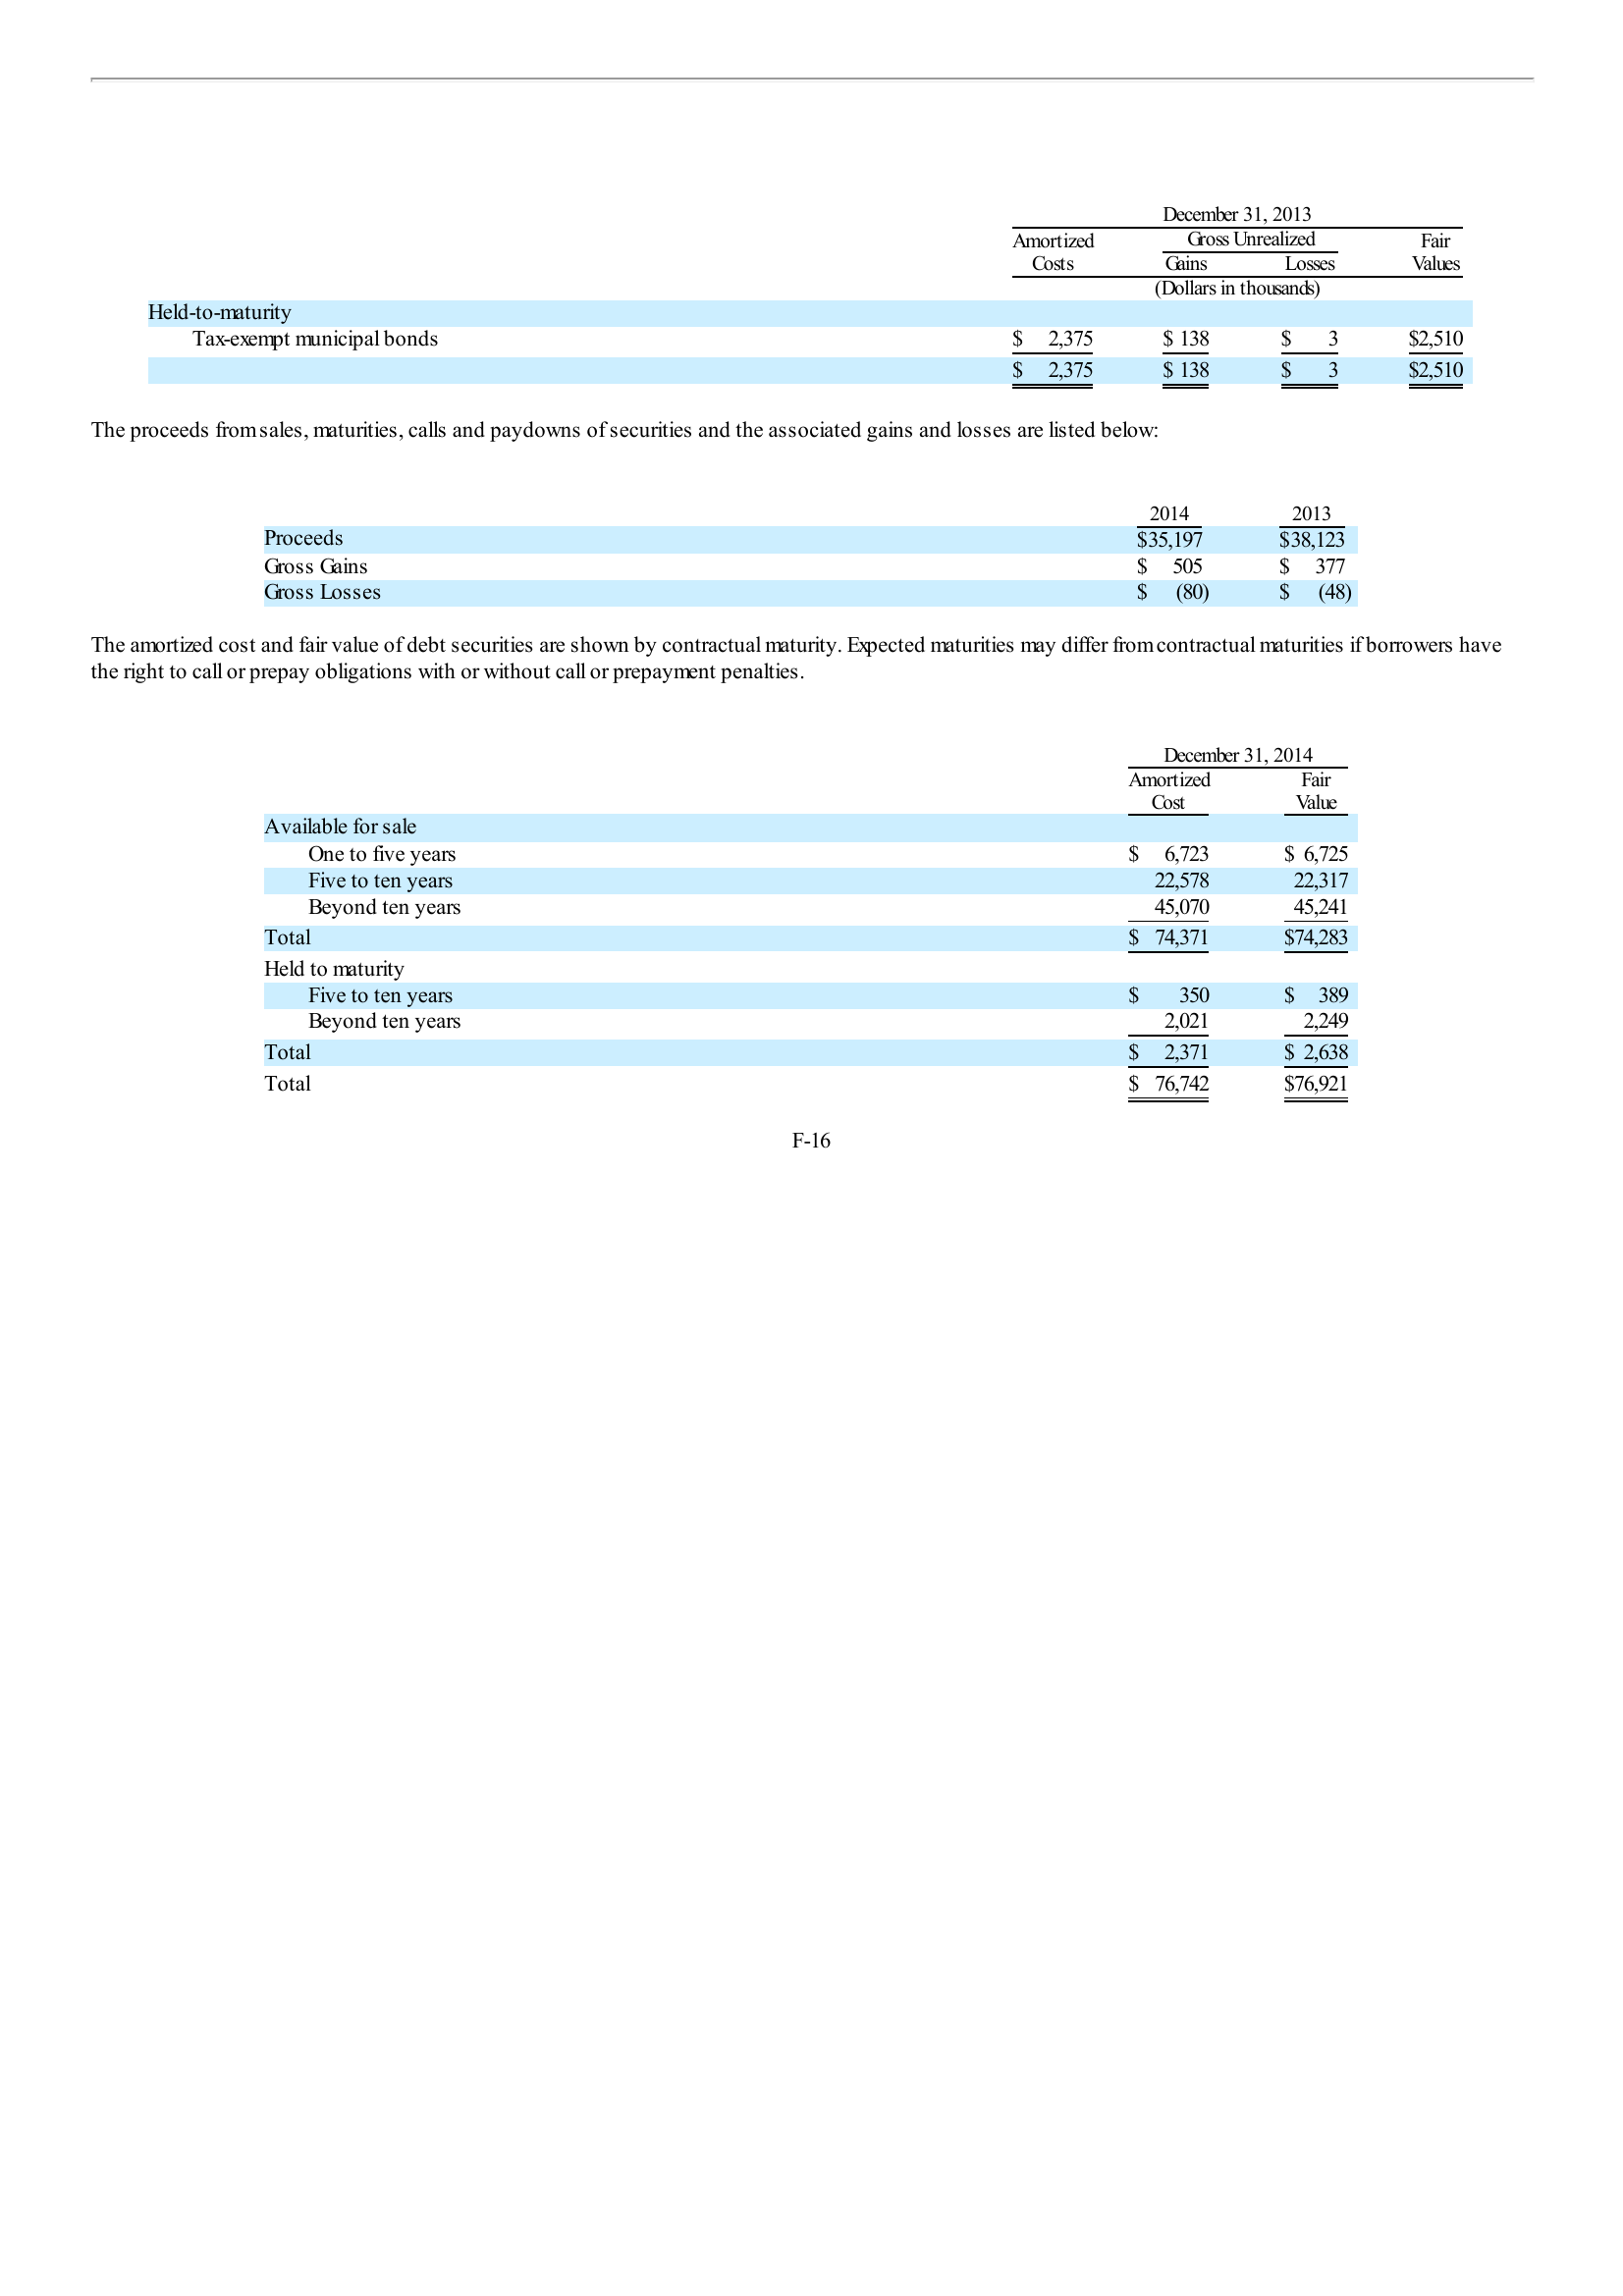 December 31, 2013
Amortized Costs Gross Unrealized Fair Values
Gains Losses
(Dollars in thousands)
Held-to-maturity
Tax-exempt municipal bonds $ 2,375 $ 138 $ 3 $2,510
$ 2,375 $ 138 $ 3 $2,510
The proceeds from sales, maturities, calls and paydowns of securities and the associated gains and losses are listed below:
2014 2013
Proceeds $35,197 $38,123
Gross Gains $ 505 $ 377
Gross Losses $ (80) $ (48)
The amortized cost and fair value of debt securities are shown by contractual maturity. Expected maturities may differ from contractual maturities if borrowers have
the right to call or prepay obligations with or without call or prepayment penalties.
December 31, 2014
Amortized Fair
Cost Value
Available for sale
One to five years $ 6,723 $ 6,725
Five to ten years 22,578 22,317
Beyond ten years 45,070 45,241
Total $ 74,371 $74,283
Held to maturity
Five to ten years $ 350 $ 389
Beyond ten years 2,021 2,249
Total $ 2,371 $ 2,638
Total $ 76,742 $76,921
F-16